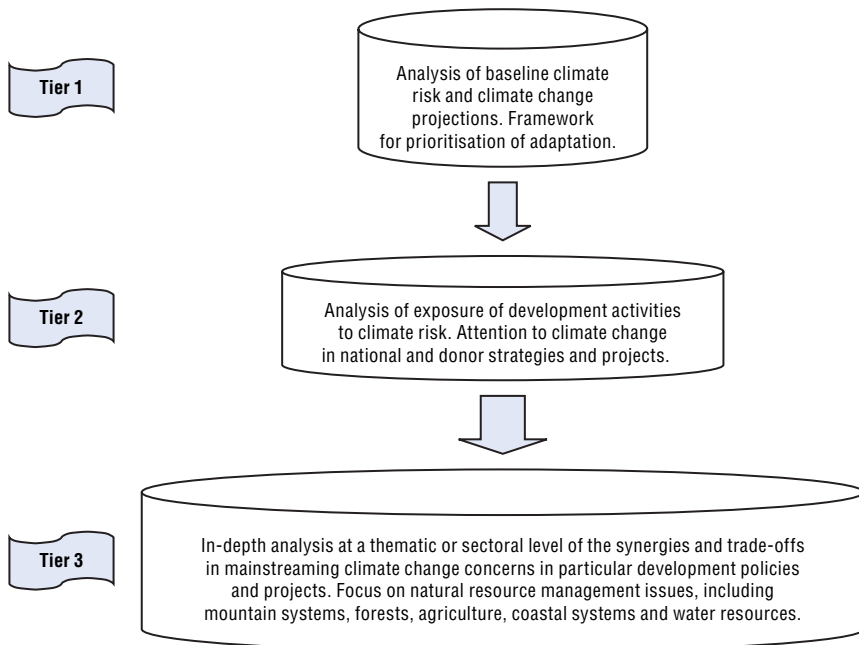 Tier 1
Analysis of baseline climate
risk and climate change
projections. Framework
for prioritisation of adaptation.
Tier 2
Analysis of exposure of development activities
to climate risk. Attention to climate change
in national and donor strategies and projects.
Tier 3
In-depth analysis at a thematic or sectoral level of the synergies and trade-offs
in mainstreaming climate change concerns in particular development policies
and projects. Focus on natural resource management issues, including
mountain systems, forests, agriculture, coastal systems and water resources.